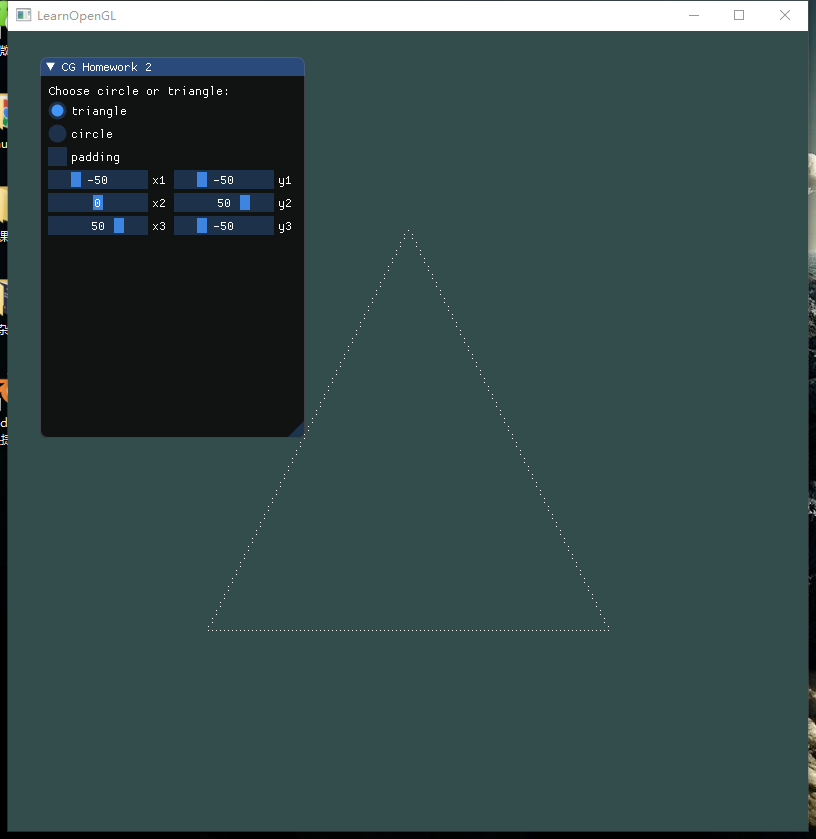 LearnOpenGL
CG Homework 2
Choose circle or triangle:
triangle
circle
padding
-50 x1 -50 y1
0 x2 50 y2
50 x3 -50 y3